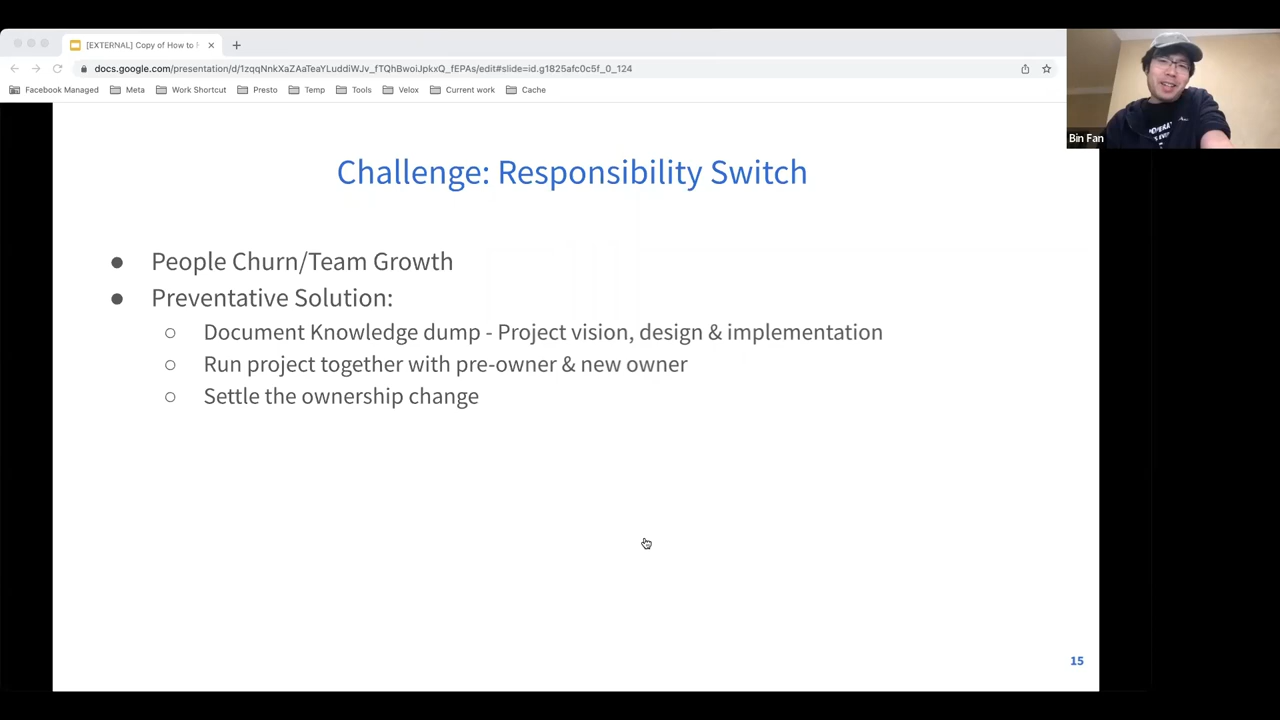 [EXTERNAL] Copy of How to
docs.google.com/presentation/d/1zqqNnkXaZAaTeaYLuddiWJv_fTQhBwoiJpkxQ_fEPAs/edit#slide=id.g1825afc0c5f_0_124
Facebook Managed Meta Work Shortcut Presto Temp Tools Velox Current work Cache
Bin Fan
Challenge: Responsibility Switch
● People Churn/Team Growth
● Preventative Solution:
○ Document Knowledge dump - Project vision, design & implementation
○ Run project together with pre-owner & new owner
○ Settle the ownership change
15